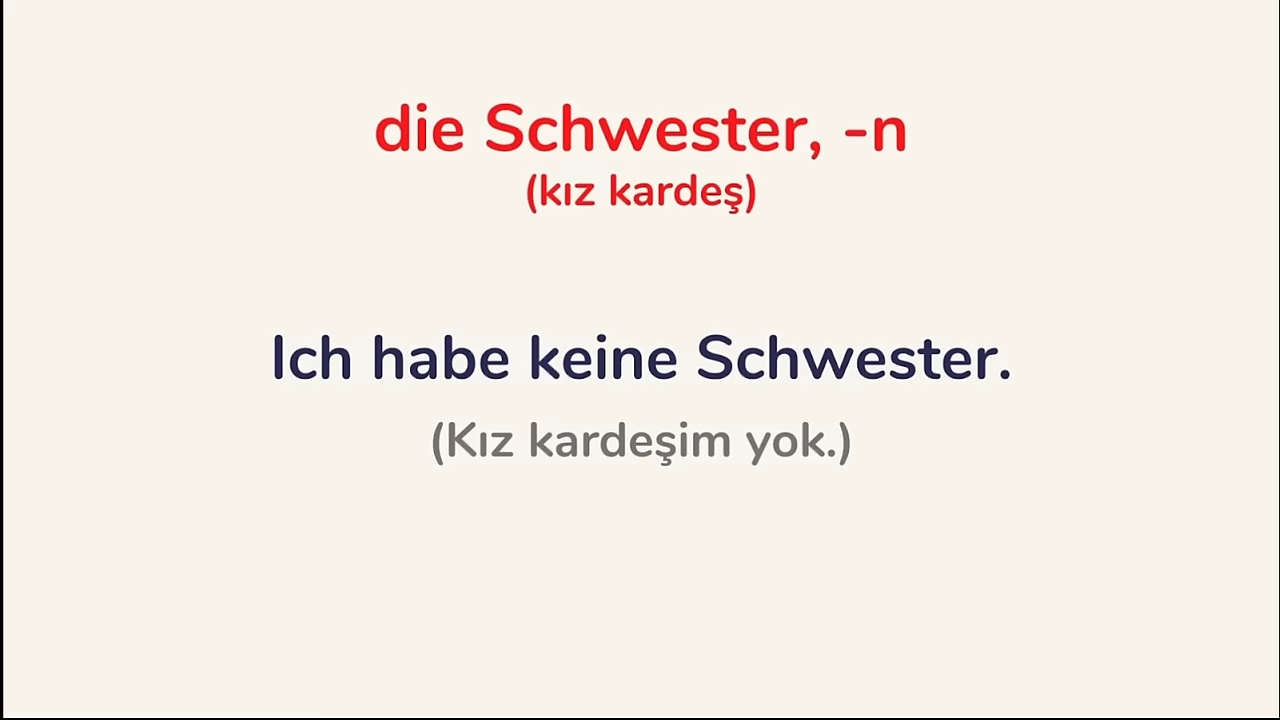 die Schwester, -n
(kız kardeş)
Ich habe keine Schwester.
(Kız kardeşim yok.)